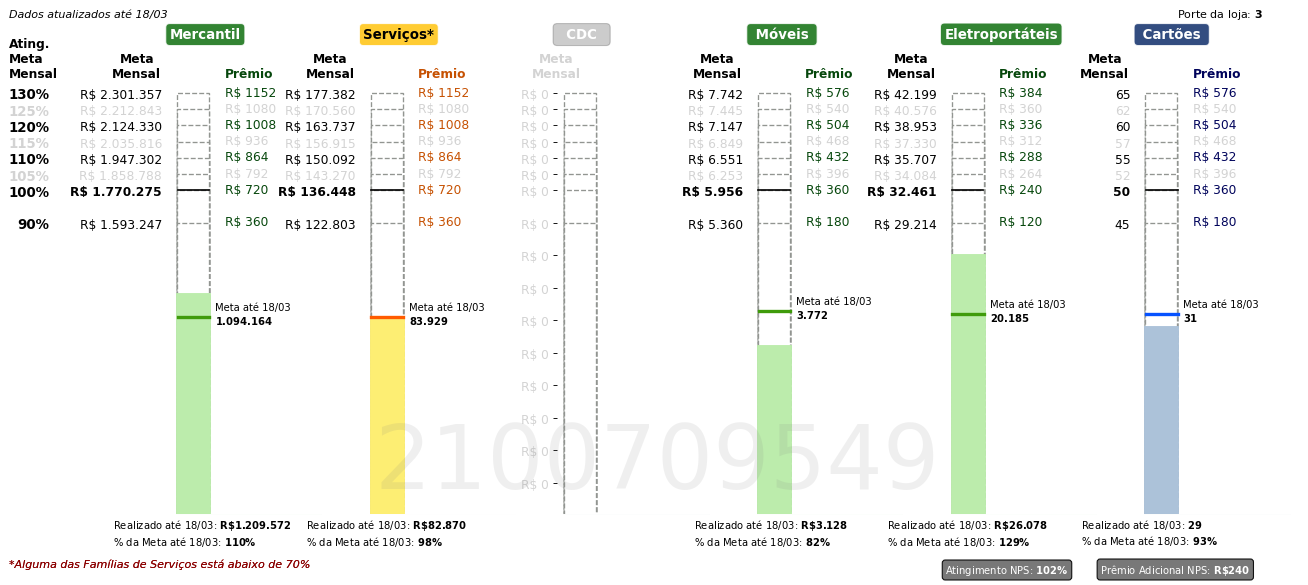 Dados atualizados até 18/03
Porte da loja: 3
Mercantil Serviços* CDC Móveis Eletroportáteis Cartões
Ating. Meta Mensal
Meta Mensal Prêmio Meta Mensal Prêmio Meta Mensal Meta Mensal Prêmio Meta Mensal Prêmio Meta Mensal Prêmio
130% R$ 2.301.357 R$ 1152 R$ 177.382 R$ 1152 R$ 0 R$ 7.742 R$ 576 R$ 42.199 R$ 384 65 R$ 576
125% R$ 2.212.843 R$ 1080 R$ 170.560 R$ 1080 R$ 0 R$ 7.445 R$ 540 R$ 40.576 R$ 360 62 R$ 540
120% R$ 2.124.330 R$ 1008 R$ 163.737 R$ 1008 R$ 0 R$ 7.147 R$ 504 R$ 38.953 R$ 336 60 R$ 504
115% R$ 2.035.816 R$ 936 R$ 156.915 R$ 936 R$ 0 R$ 6.849 R$ 468 R$ 37.330 R$ 312 57 R$ 468
110% R$ 1.947.302 R$ 864 R$ 150.092 R$ 864 R$ 0 R$ 6.551 R$ 432 R$ 35.707 R$ 288 55 R$ 432
105% R$ 1.858.788 R$ 792 R$ 143.270 R$ 792 R$ 0 R$ 6.253 R$ 396 R$ 34.084 R$ 264 52 R$ 396
100% R$ 1.770.275 R$ 720 R$ 136.448 R$ 720 R$ 0 R$ 5.956 R$ 360 R$ 32.461 R$ 240 50 R$ 360
90% R$ 1.593.247 R$ 360 R$ 122.803 R$ 360 R$ 0 R$ 5.360 R$ 180 R$ 29.214 R$ 120 45 R$ 180
R$ 0
R$ 0
Meta até 18/03 Meta até 18/03 Meta até 18/03 Meta até 18/03 Meta até 18/03
1.094.164 83.929 R$ 0 3.772 20.185 31
R$ 0
R$ 0
R$ 0
R$ 0
R$ 0
2100709549
Realizado até 18/03: R$1.209.572 Realizado até 18/03: R$82.870 Realizado até 18/03: R$3.128 Realizado até 18/03: R$26.078 Realizado até 18/03: 29
% da Meta até 18/03: 110% % da Meta até 18/03: 98% % da Meta até 18/03: 82% % da Meta até 18/03: 129% % da Meta até 18/03: 93%
*Alguma das Famílias de Serviços está abaixo de 70%
Atingimento NPS: 102% Prêmio Adicional NPS: R$240